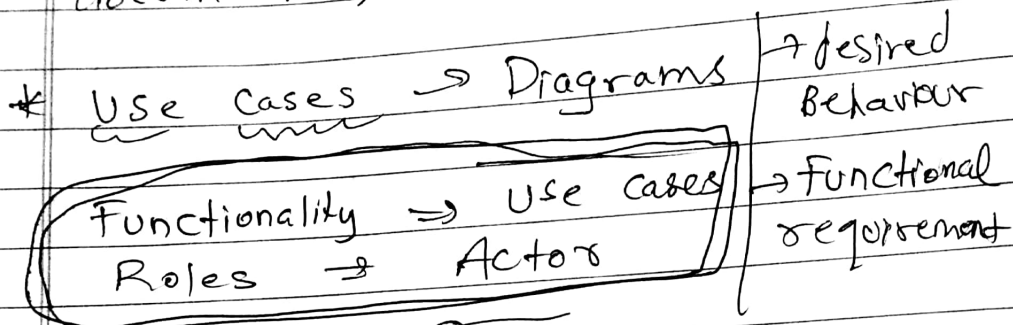 * Use Cases → Diagrams
Functionality ⇒ Use cases
Roles → Actor
→ desired
Behaviour
→ Functional
requirement